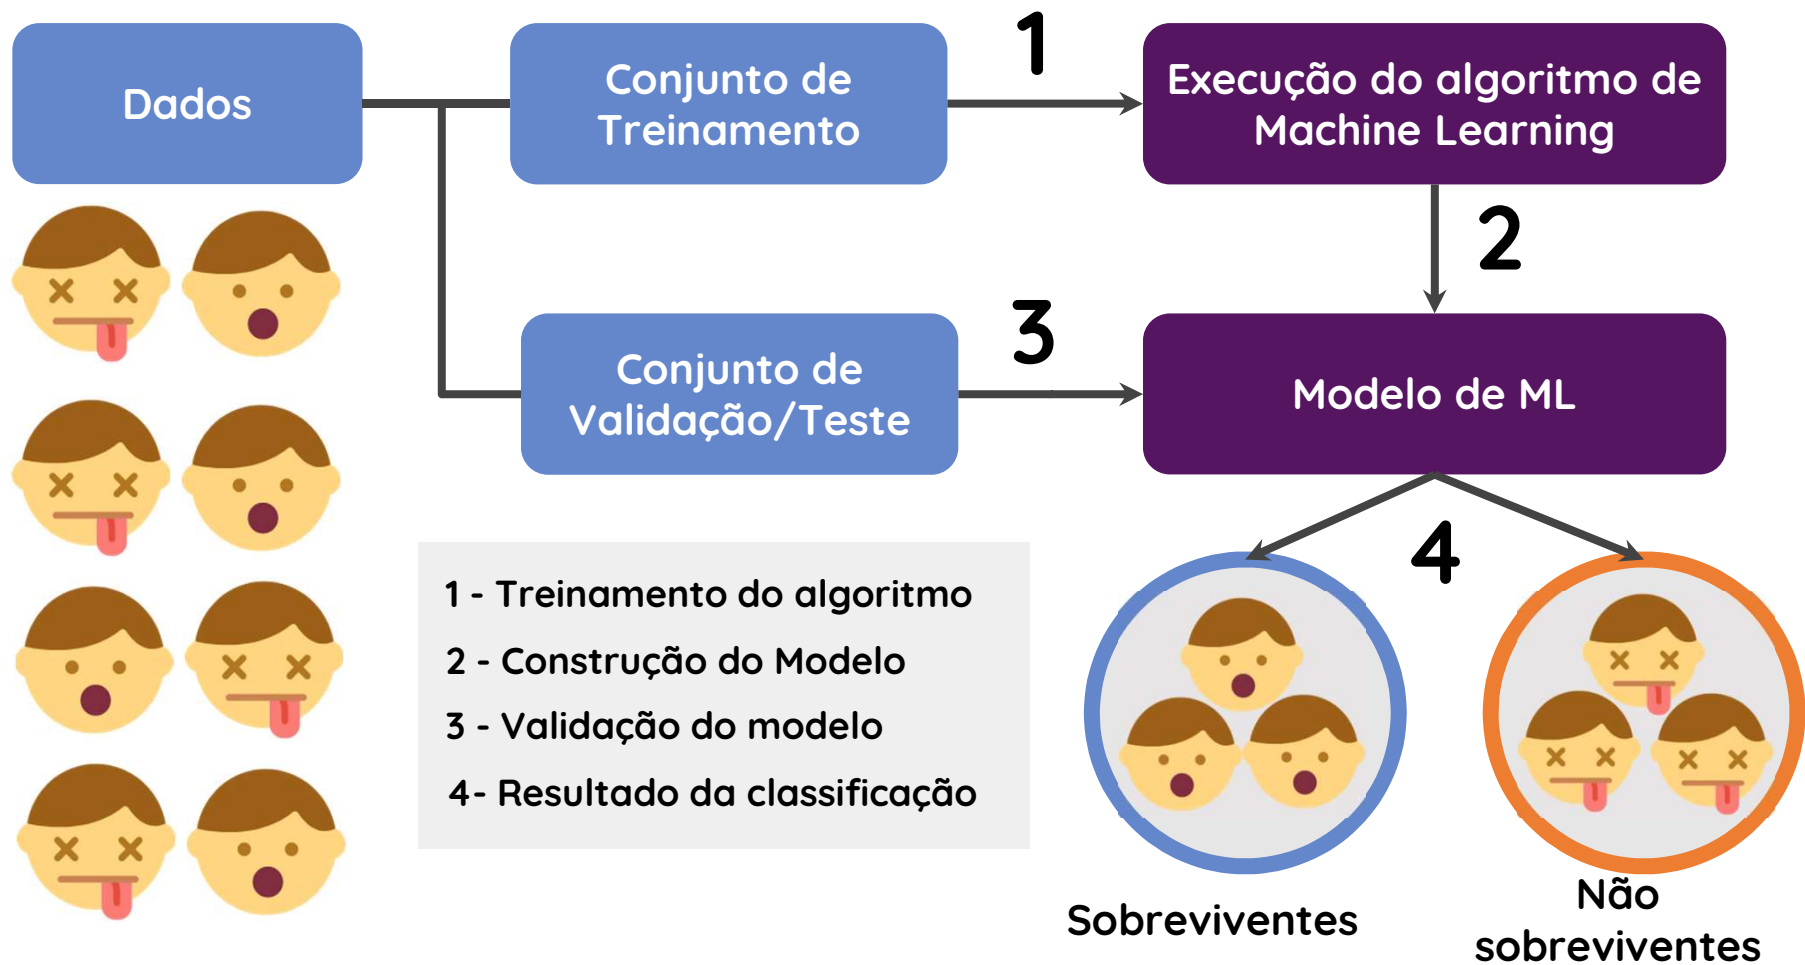 Dados
Conjunto de
Treinamento
1
Execução do algoritmo de
Machine Learning
2
Conjunto de
Validação/Teste
3
Modelo de ML
4
1 - Treinamento do algoritmo
2 - Construção do Modelo
3 - Validação do modelo
4- Resultado da classificação
Sobreviventes
Não
sobreviventes